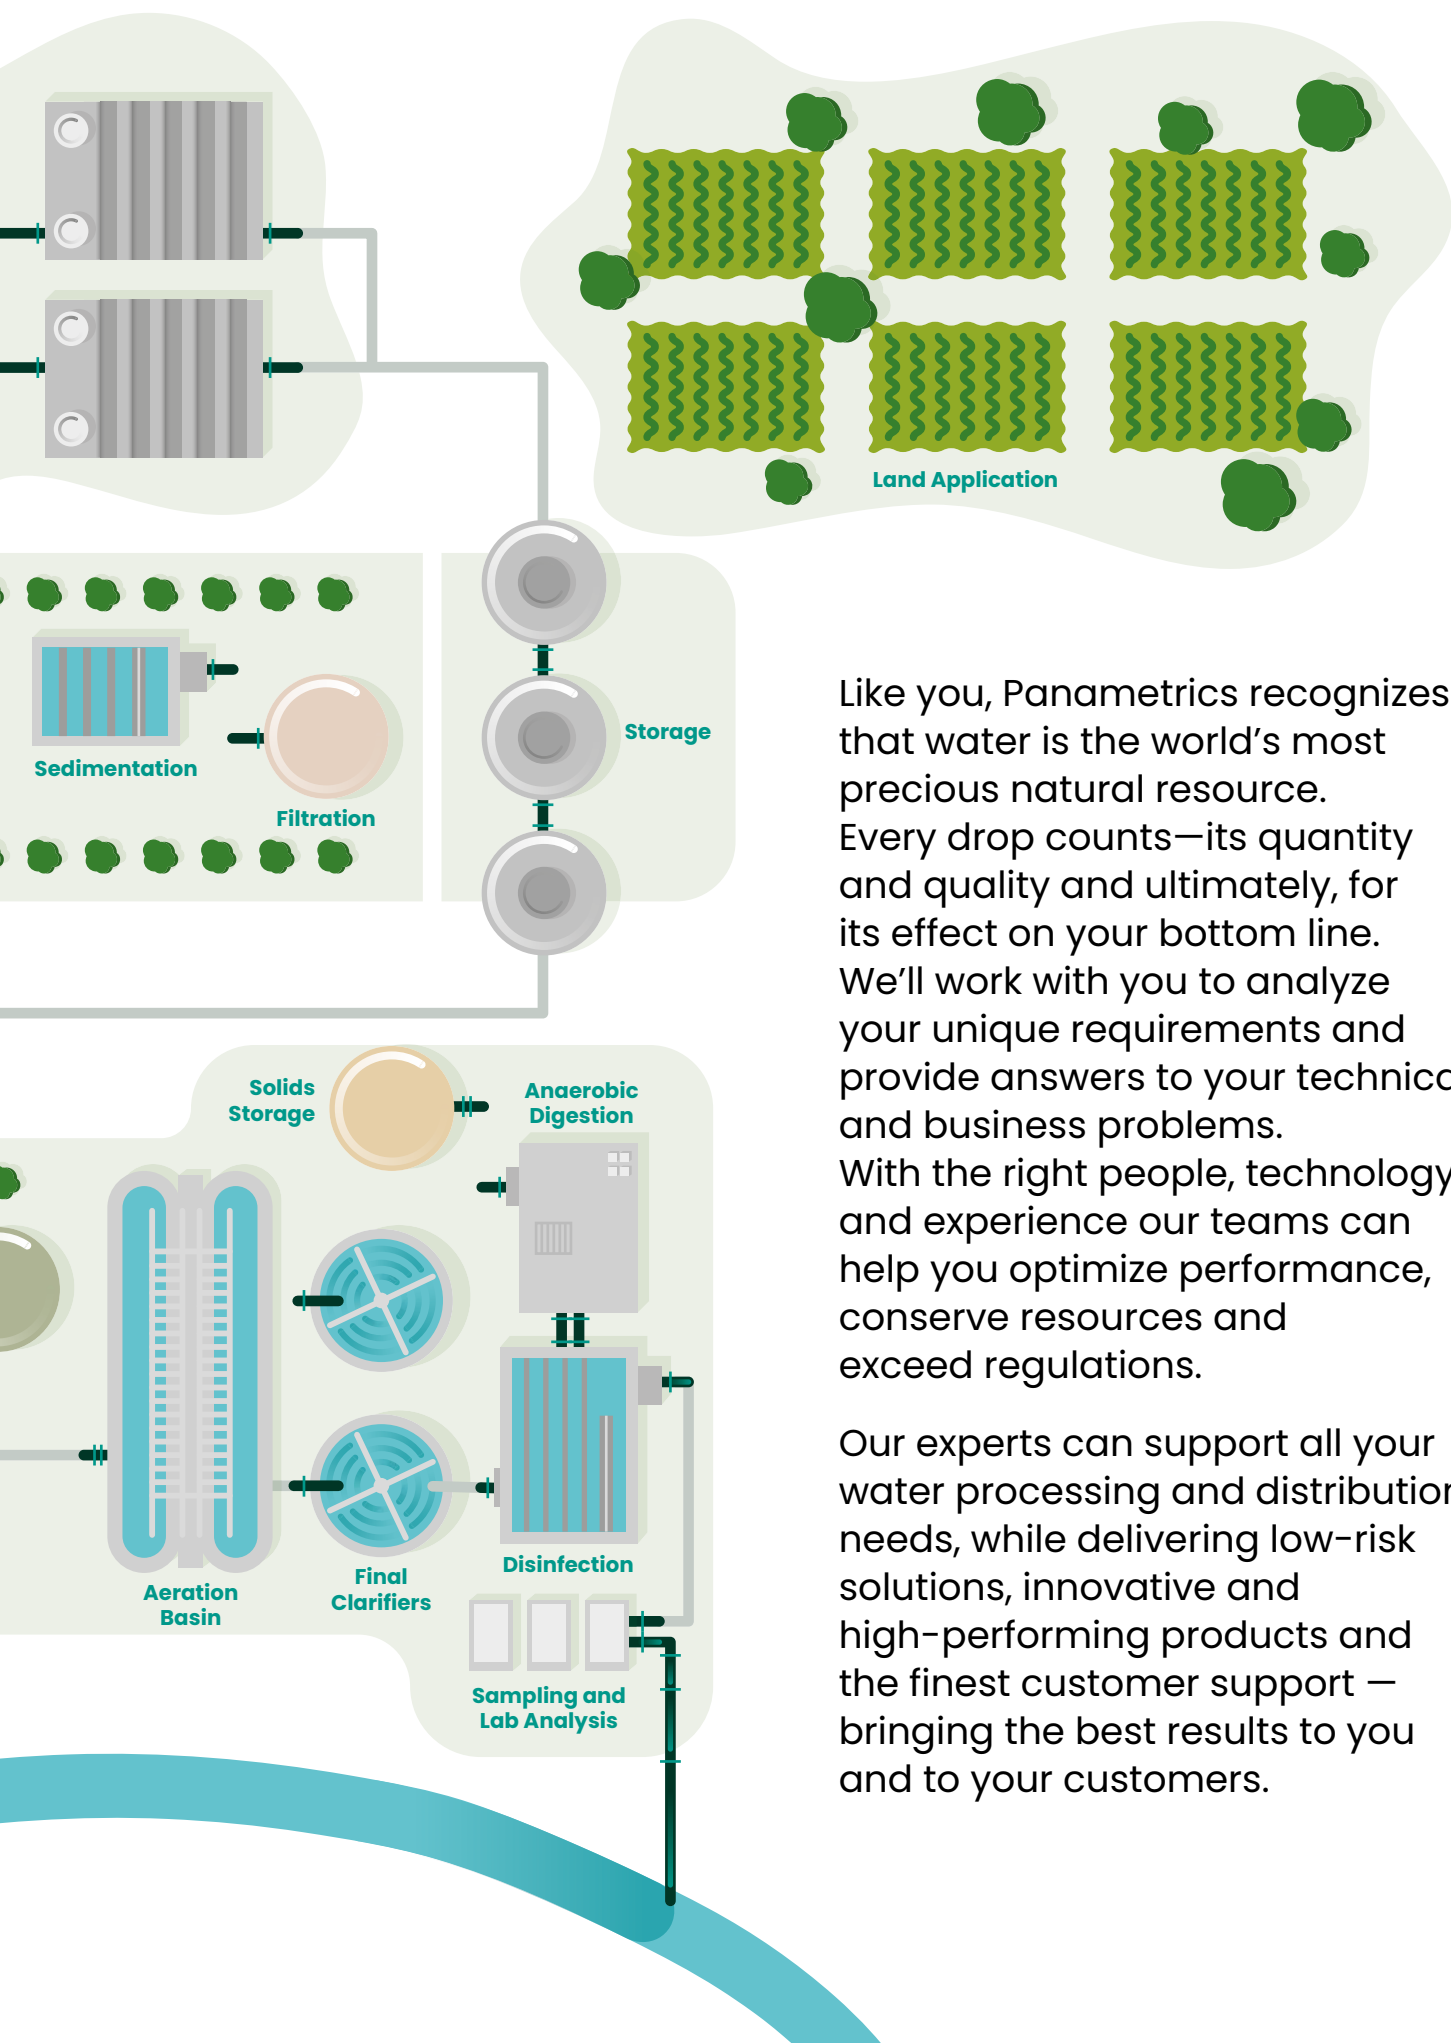 Land Application
Storage
Sedimentation
Filtration
Like you, Panametrics recognizes
that water is the world’s most
precious natural resource.
Every drop counts—its quantity
and quality and ultimately, for
its effect on your bottom line.
We’ll work with you to analyze
your unique requirements and
provide answers to your technica
and business problems.
With the right people, technology
and experience our teams can
help you optimize performance,
conserve resources and
exceed regulations.
Our experts can support all your
water processing and distribution
needs, while delivering low-risk
solutions, innovative and
high-performing products and
the finest customer support —
bringing the best results to you
and to your customers.
Solids
Storage
Anaerobic
Digestion
Disinfection
Final
Clarifiers
Aeration
Basin
Sampling and
Lab Analysis